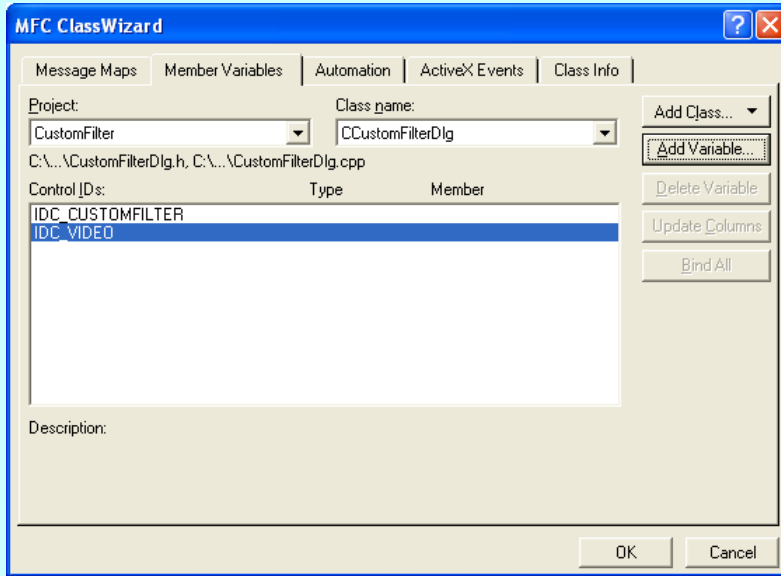 MFC ClassWizard
Message Maps Member Variables Automation ActiveX Events Class Info
Project: Class name:
CustomFilter CCustomFilterDlg
Add Class...
Add Variable...
C:\...\CustomFilterDlg.h, C:\...\CustomFilterDlg.cpp
Control IDs: Type Member
Delete Variable
IDC_CUSTOMFILTER
IDC_VIDEO
Update Columns
Bind All
Description:
OK Cancel